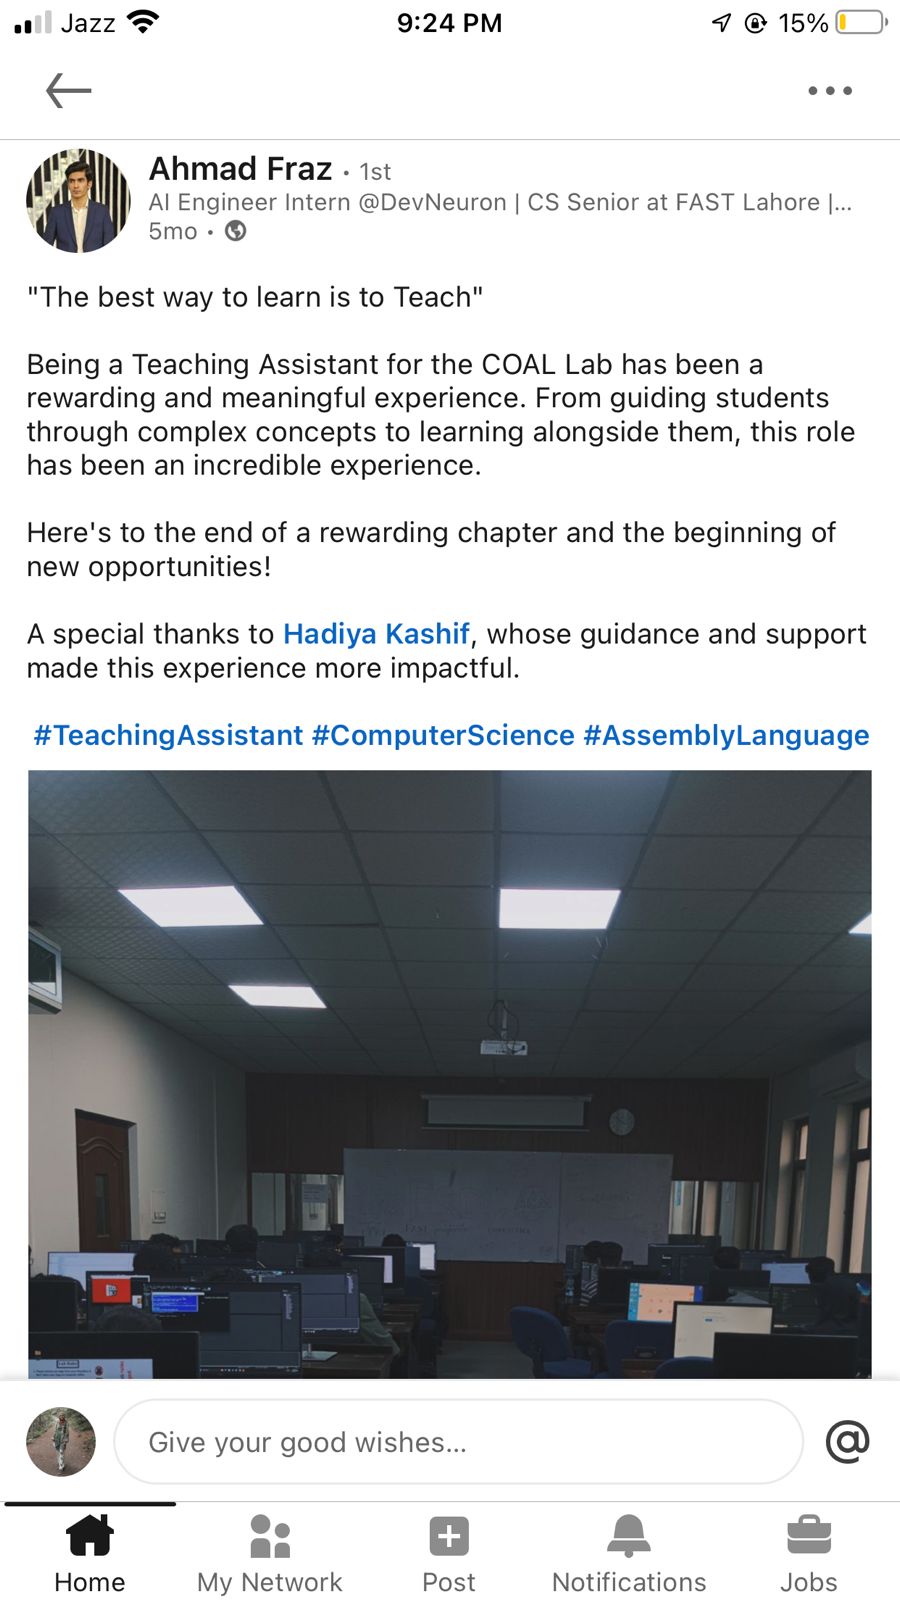 Jazz 9:24 PM 15%
Ahmad Fraz • 1st
AI Engineer Intern @DevNeuron | CS Senior at FAST Lahore |...
5mo •
"The best way to learn is to Teach"
Being a Teaching Assistant for the COAL Lab has been a
rewarding and meaningful experience. From guiding students
through complex concepts to learning alongside them, this role
has been an incredible experience.
Here's to the end of a rewarding chapter and the beginning of
new opportunities!
A special thanks to Hadiya Kashif, whose guidance and support
made this experience more impactful.
#TeachingAssistant #ComputerScience #AssemblyLanguage
Give your good wishes...
@
Home My Network Post Notifications Jobs